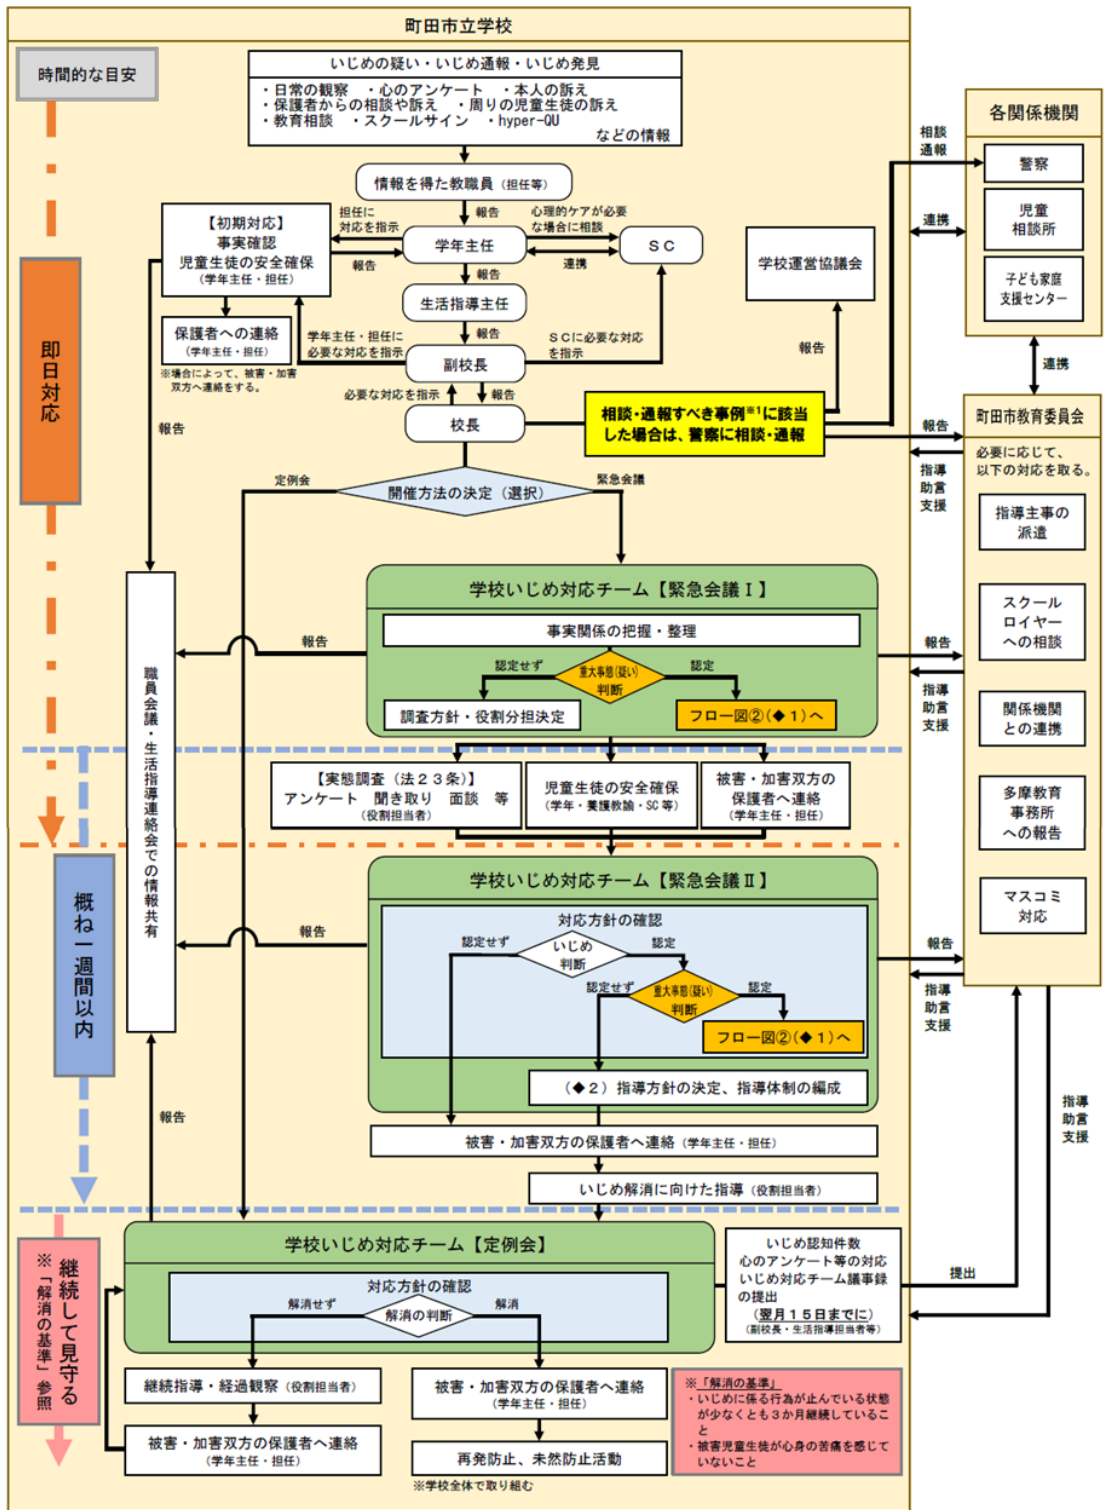 町田市立学校
時間的な目安
いじめの疑い・いじめ通報・いじめ発見
・日常の観察　・心のアンケート　・本人の訴え
・保護者からの相談や訴え　・周りの児童生徒の訴え
・教育相談　・スクールサイン　・hyper-QU
などの情報
情報を得た教職員（担任等）
報告
担任に
対応を指示
心理的ケアが必要
な場合に相談
【初期対応】
事実確認
児童生徒の安全確保
（学年主任・担任）
報告
学年主任
連携
ＳＣ
報告
生活指導主任
保護者への連絡
（学年主任・担任）
※場合によって、被害・加害
双方へ連絡をする。
学年主任・担任に
必要な対応を指示
報告
ＳＣに必要な対応
を指示
副校長
必要な対応を指示
報告
校長
学校運営協議会
報告
相談・通報すべき事例※1に該当
した場合は、警察に相談・通報
即日対応
報告
定例会
開催方法の決定（選択）
緊急会議
相談
通報
連携
各関係機関
警察
児童
相談所
子ども家庭
支援センター
連携
報告
指導
助言
支援
町田市教育委員会
必要に応じて、
以下の対応を取る。
指導主事の
派遣
スクール
ロイヤー
への相談
関係機関
との連携
多摩教育
事務所
への報告
マスコミ
対応
学校いじめ対応チーム【緊急会議Ⅰ】
事実関係の把握・整理
認定せず
重大事態(疑い)
判断
認定
調査方針・役割分担決定
フロー図②(◆１)へ
報告
報告
指導
助言
支援
職員会議・生活指導連絡会での情報共有
【実態調査（法２３条）】
アンケート　聞き取り　面談　等
（役割担当者）
児童生徒の安全確保
（学年・養護教諭・SC 等）
被害・加害双方の
保護者へ連絡
（学年主任・担任）
概ね一週間以内
学校いじめ対応チーム【緊急会議Ⅱ】
対応方針の確認
認定せず
いじめ
判断
認定
認定せず
重大事態(疑い)
判断
認定
フロー図②(◆１)へ
（◆２）指導方針の決定、指導体制の編成
報告
報告
指導
助言
支援
被害・加害双方の保護者へ連絡（学年主任・担任）
いじめ解消に向けた指導（役割担当者）
報告
指導
助言
支援
継続して見守る
※「解消の基準」参照
学校いじめ対応チーム【定例会】
対応方針の確認
解消せず
解消の判断
解消
いじめ認知件数
心のアンケート等の対応
いじめ対応チーム議事録
の提出
（翌月１５日までに）
（副校長・生活指導担当者等）
提出
継続指導・経過観察（役割担当者）
被害・加害双方の保護者へ連絡
（学年主任・担任）
被害・加害双方の保護者へ連絡
（学年主任・担任）
再発防止、未然防止活動
※学校全体で取り組む
※「解消の基準」
・いじめに係る行為が止んでいる状態
が少なくとも３か月継続しているこ
と
・被害児童生徒が心身の苦痛を感じて
いないこと